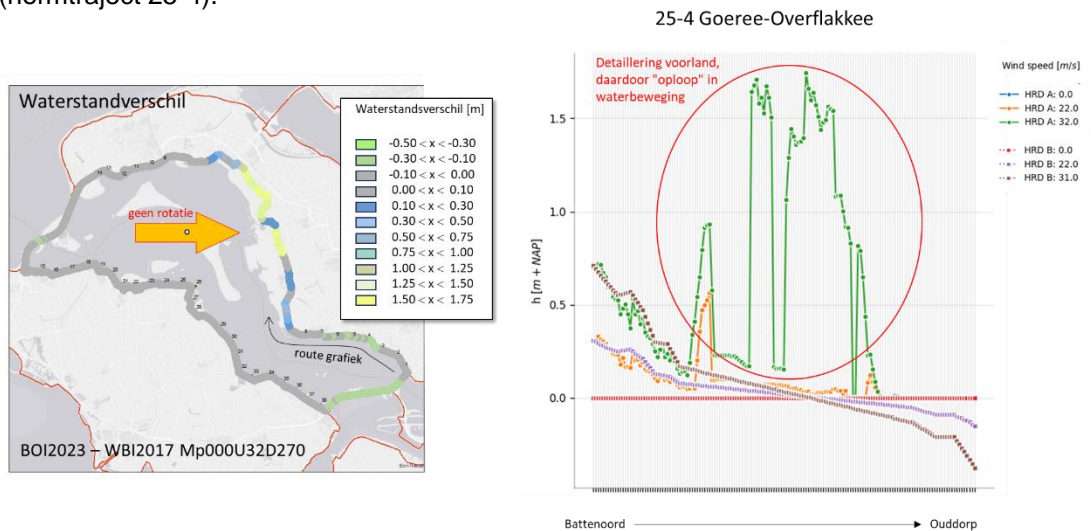 (normtraject 25-4).
25-4 Goeree-Overflakkee
Waterstandverschil
Waterstandsverschil [m]
-0.50 < x < -0.30
-0.30 < x < -0.10
-0.10 < x < 0.00
0.00 < x < 0.10
0.10 < x < 0.30
0.30 < x < 0.50
0.50 < x < 0.75
0.75 < x < 1.00
1.00 < x < 1.25
1.25 < x < 1.50
1.50 < x < 1.75
geen rotatie
route grafiek
BOI2023 – WBI2017 Mp000U32D270
Detaillering voorland,
daardoor "oploop" in
waterbeweging
Wind speed [m/s]
HRD A: 0.0
HRD A: 22.0
HRD A: 32.0
HRD B: 0.0
HRD B: 22.0
HRD B: 31.0
h [m + NAP]
1.5
1.0
0.5
0.0
Battenoord
Ouddorp